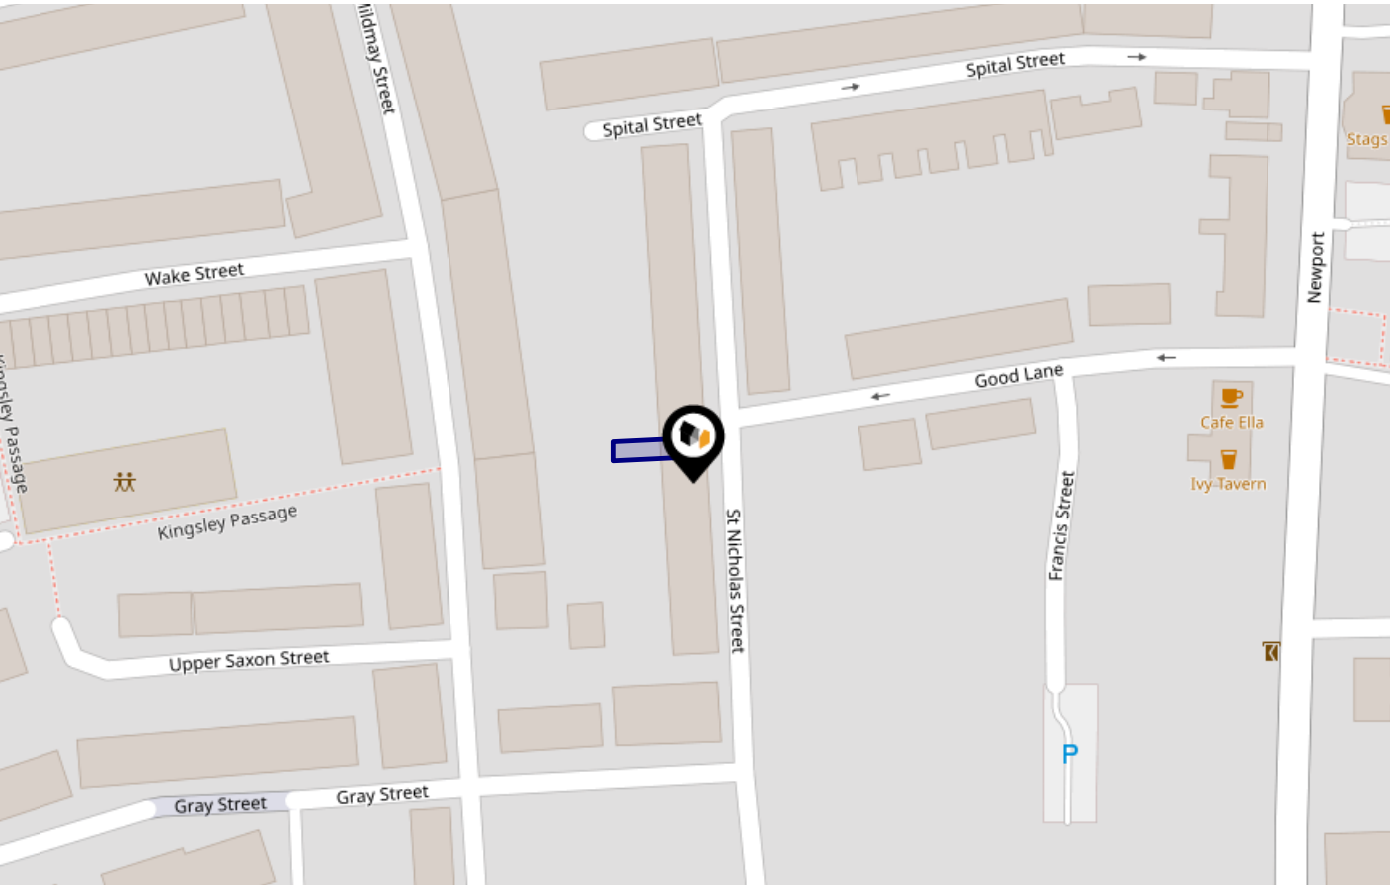 Mildmay Street
Spital Street
Spital Street
Stags
Wake Street
Newport
Kingsley Passage
Good Lane
Cafe Ella
Ivy Tavern
Kingsley Passage
Francis Street
St Nicholas Street
Upper Saxon Street
P
Gray Street
Gray Street